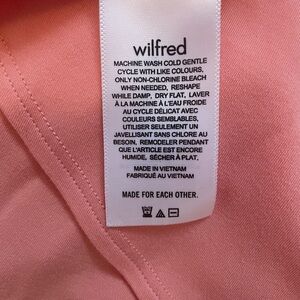 wilfred
MACHINE WASH COLD GENTLE
CYCLE WITH LIKE COLOURS,
ONLY NON-CHLORINE BLEACH
WHEN NEEDED, RESHAPE
WHILE DAMP, DRY FLAT, LAVER
À LA MACHINE À L'EAU FROIDE
AU CYCLE DÉLICAT AVEC
COULEURS SEMBLABLES,
UTILISER SEULEMENT UN
JAVELLISANT SANS CHLORE AU
BESOIN, REMODELER PENDANT
QUE L'ARTICLE EST ENCORE
HUMIDE, SÉCHER À PLAT,
MADE IN VIETNAM
FABRIQUÉ AU VIETNAM
MADE FOR EACH OTHER.